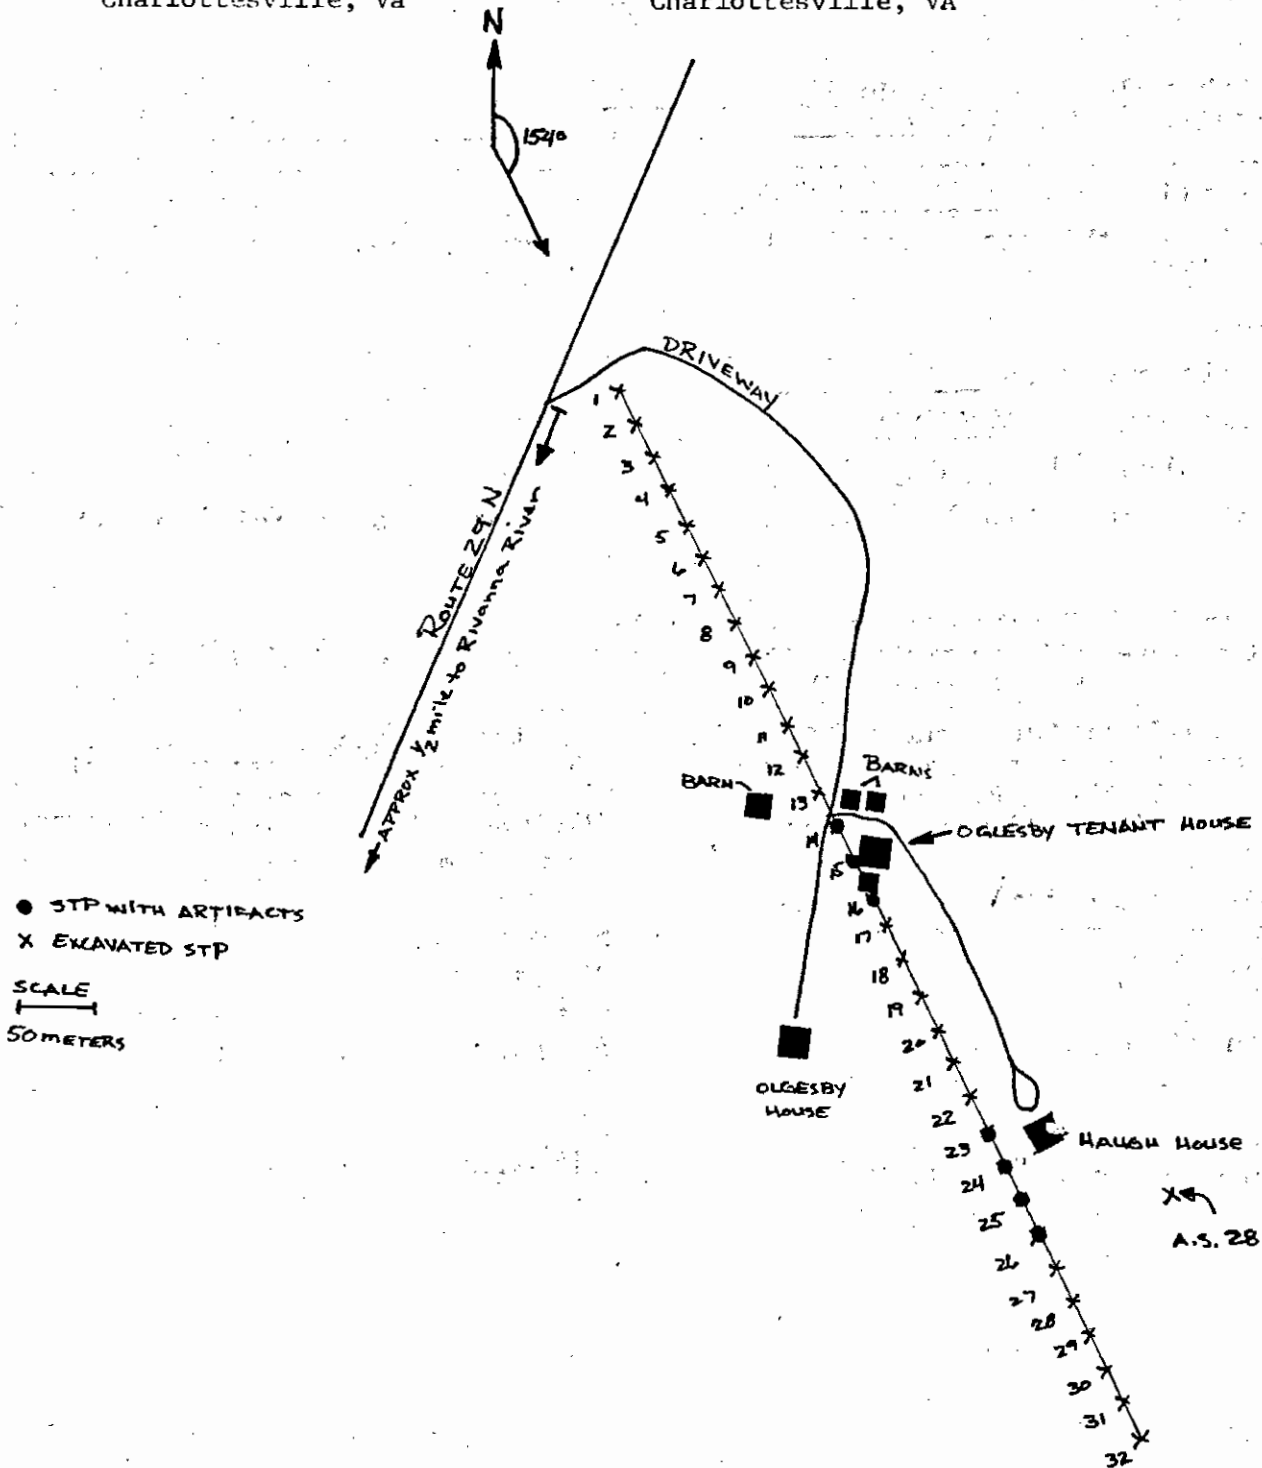 Charlottesville, Va
Charlottesville, VA
N
154°
DRIVEWAY
ROUTE 29 N
APPROX 1/2 mile to Rivanna River
1
2
3
4
5
6
7
8
9
10
11
12
13
14
15
16
17
18
19
20
21
22
23
24
25
26
27
28
29
30
31
32
BARN
BARNS
OGLESBY TENANT HOUSE
● STP WITH ARTIFACTS
X EXCAVATED STP
SCALE
50 METERS
OLGESBY
HOUSE
HAUGH HOUSE
X
A.S. 28